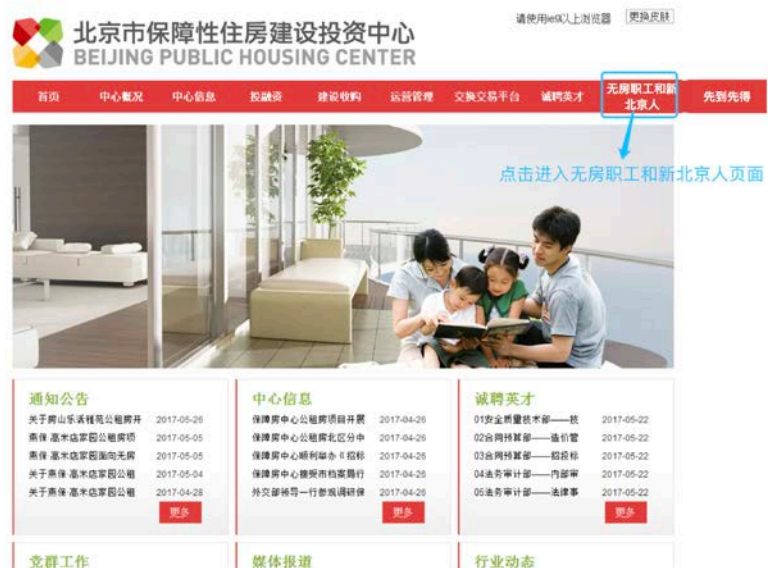 北京市保障性住房建设投资中心
BEIJING PUBLIC HOUSING CENTER
请使用ie9以上浏览器 更换皮肤
首页 中心概况 中心信息 投融资 建设收购 运营管理 交换交易平台 诚聘英才 无房职工和新北京人 先到先得
点击进入无房职工和新北京人页面
通知公告
关于房山乐活雅苑公租房开 2017-05-26
燕保·高米店家园公租房项 2017-05-05
燕保·高米店家园面向无房 2017-05-05
关于燕保·高米店家园公租 2017-05-04
关于燕保·高米店家园公租 2017-04-28
更多
中心信息
保障房中心公租房项目开展 2017-04-26
保障房中心公租房北区分中 2017-04-26
保障房中心顺利举办《招标 2017-04-26
保障房中心接受市档案局行 2017-04-26
外交部领导一行参观调研保 2017-04-26
更多
诚聘英才
01安全质量技术部——技 2017-05-22
02合同预算部——造价管 2017-05-22
03合同预算部——招投标 2017-05-22
04法务审计部——内部审 2017-05-22
05法务审计部——法律事 2017-05-22
更多
党群工作
媒体报道
行业动态